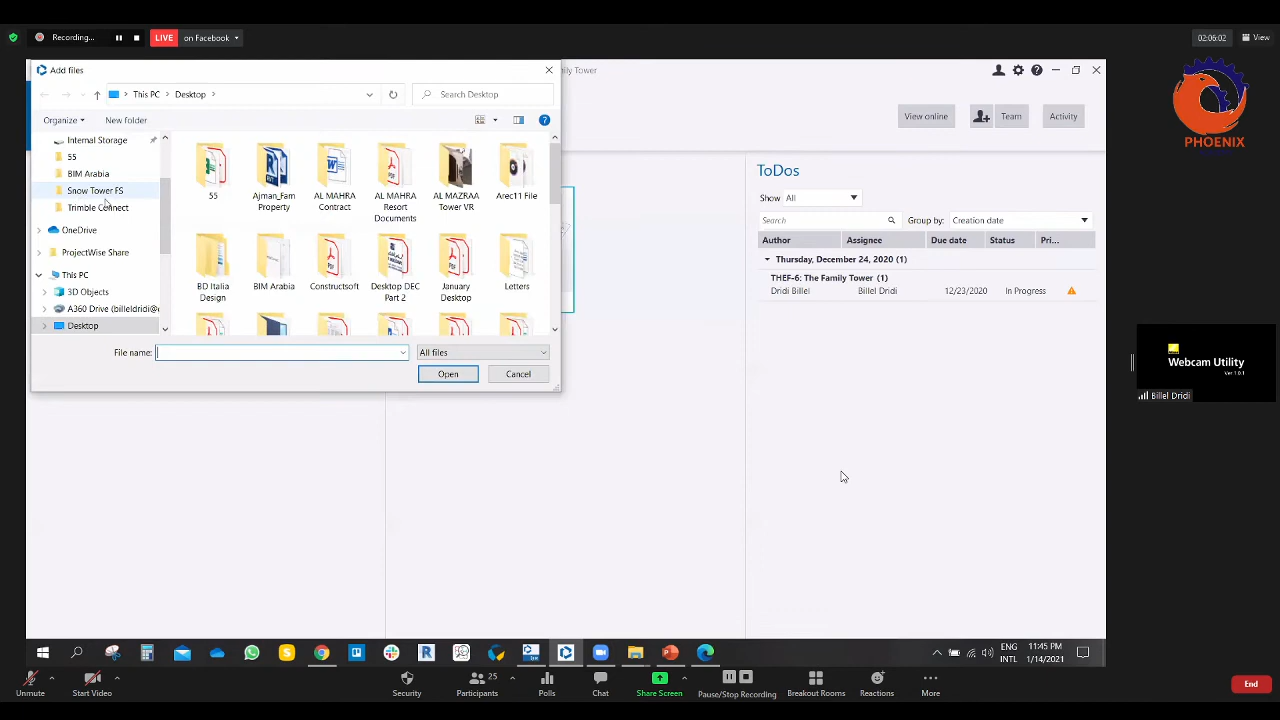 Recording...
LIVE
on Facebook
02:06:02
View
Add files
This PC
Desktop
Search Desktop
Organize
New folder
Internal Storage
55
BIM Arabia
Snow Tower FS
Trimble Connect
OneDrive
ProjectWise Share
This PC
3D Objects
A360 Drive (billeldridi@
Desktop
55
Ajman_Fam
Property
AL MAHRA
Contract
AL MAHRA
Resort
Documents
AL MAZRAA
Tower VR
Arec11 File
BD Italia
Design
BIM Arabia
Constructsoft
Desktop DEC
Part 2
January
Desktop
Letters
File name:
All files
Open
Cancel
ily Tower
View online
Team
Activity
ToDos
Show
All
Search
Group by:
Creation date
Author
Assignee
Due date
Status
Pri...
Thursday, December 24, 2020 (1)
THEF-6: The Family Tower (1)
Dridi Billel
Billel Dridi
12/23/2020
In Progress
PHOENIX
Webcam Utility
Ver 1.0.1
Billel Dridi
ENG
INTL
11:45 PM
1/14/2021
Unmute
Start Video
Security
Participants
25
Polls
Chat
Share Screen
Pause/Stop Recording
Breakout Rooms
Reactions
More
End